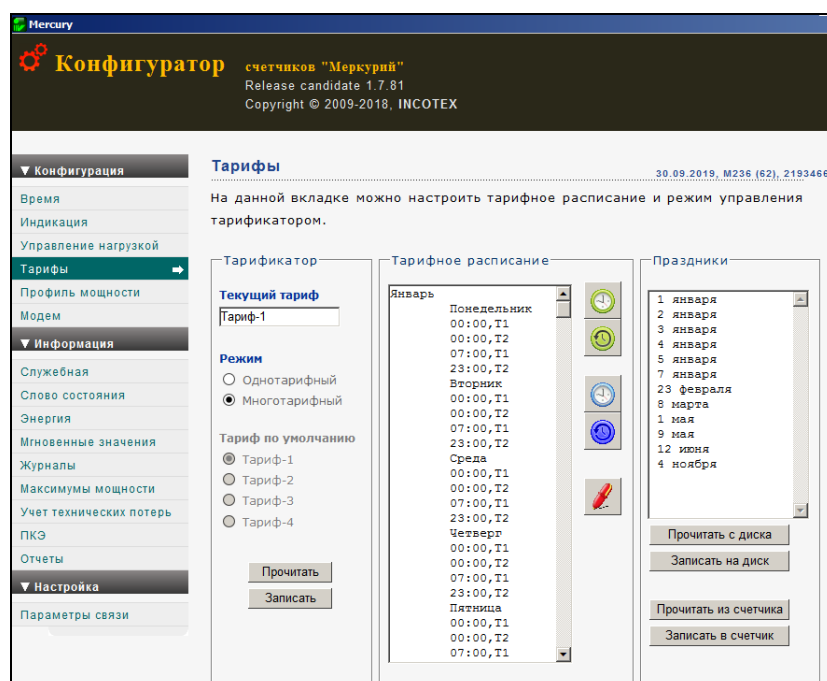 Mercury
Конфигуратор счетчиков "Меркурий"
Release candidate 1.7.81
Copyright © 2009-2018, INCOTEX
▼ Конфигурация
Время
Индикация
Управление нагрузкой
Тарифы
Профиль мощности
Модем
▼ Информация
Служебная
Слово состояния
Энергия
Мгновенные значения
Журналы
Максимумы мощности
Учет технических потерь
ПКЭ
Отчеты
▼ Настройка
Параметры связи
Тарифы
30.09.2019, М236 (62), 2193466
На данной вкладке можно настроить тарифное расписание и режим управления
тарификатором.
Тарификатор
Текущий тариф
Тариф-1
Режим
Однотарифный
Многотарифный
Тариф по умолчанию
Тариф-1
Тариф-2
Тариф-3
Тариф-4
Прочитать
Записать
Тарифное расписание
Январь
Понедельник
00:00,T1
00:00,T2
07:00,T1
23:00,T2
Вторник
00:00,T1
00:00,T2
07:00,T1
23:00,T2
Среда
00:00,T1
00:00,T2
07:00,T1
23:00,T2
Четверг
00:00,T1
00:00,T2
07:00,T1
23:00,T2
Пятница
00:00,T1
00:00,T2
07:00,T1
Праздники
1 января
2 января
3 января
4 января
5 января
7 января
23 февраля
8 марта
1 мая
9 мая
12 июня
4 ноября
Прочитать с диска
Записать на диск
Прочитать из счетчика
Записать в счетчик